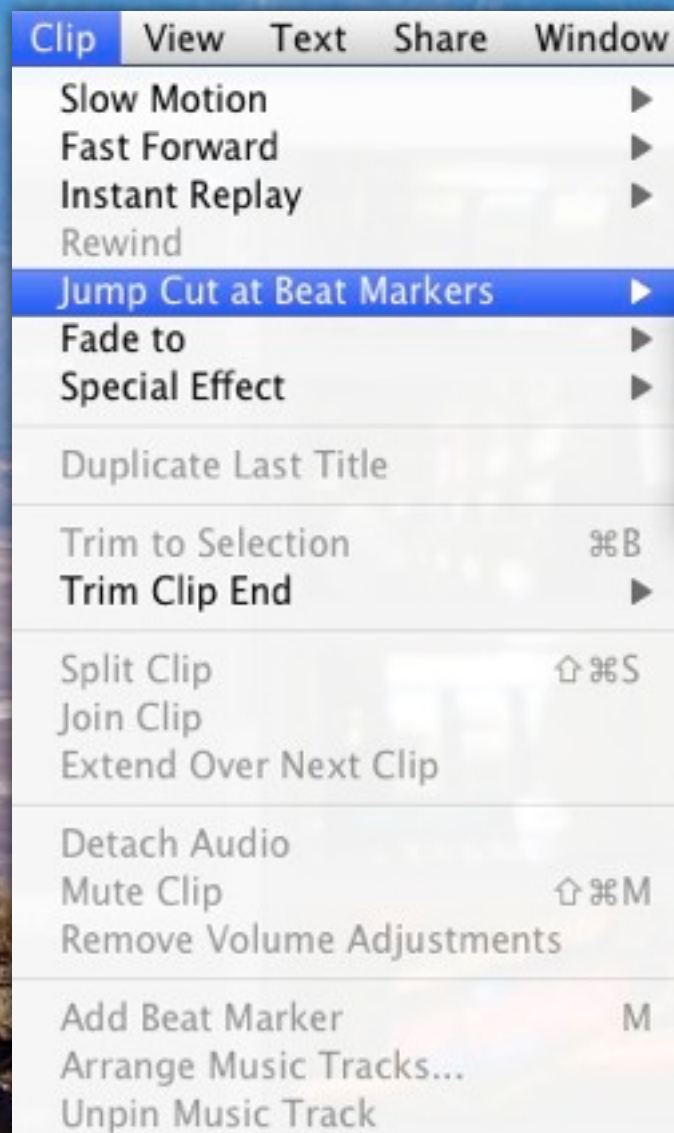 Clip View Text Share Window
Slow Motion
Fast Forward
Instant Replay
Rewind
Jump Cut at Beat Markers
Fade to
Special Effect
Duplicate Last Title
Trim to Selection ⌘B
Trim Clip End
Split Clip ⇧⌘S
Join Clip
Extend Over Next Clip
Detach Audio
Mute Clip ⇧⌘M
Remove Volume Adjustments
Add Beat Marker M
Arrange Music Tracks...
Unpin Music Track